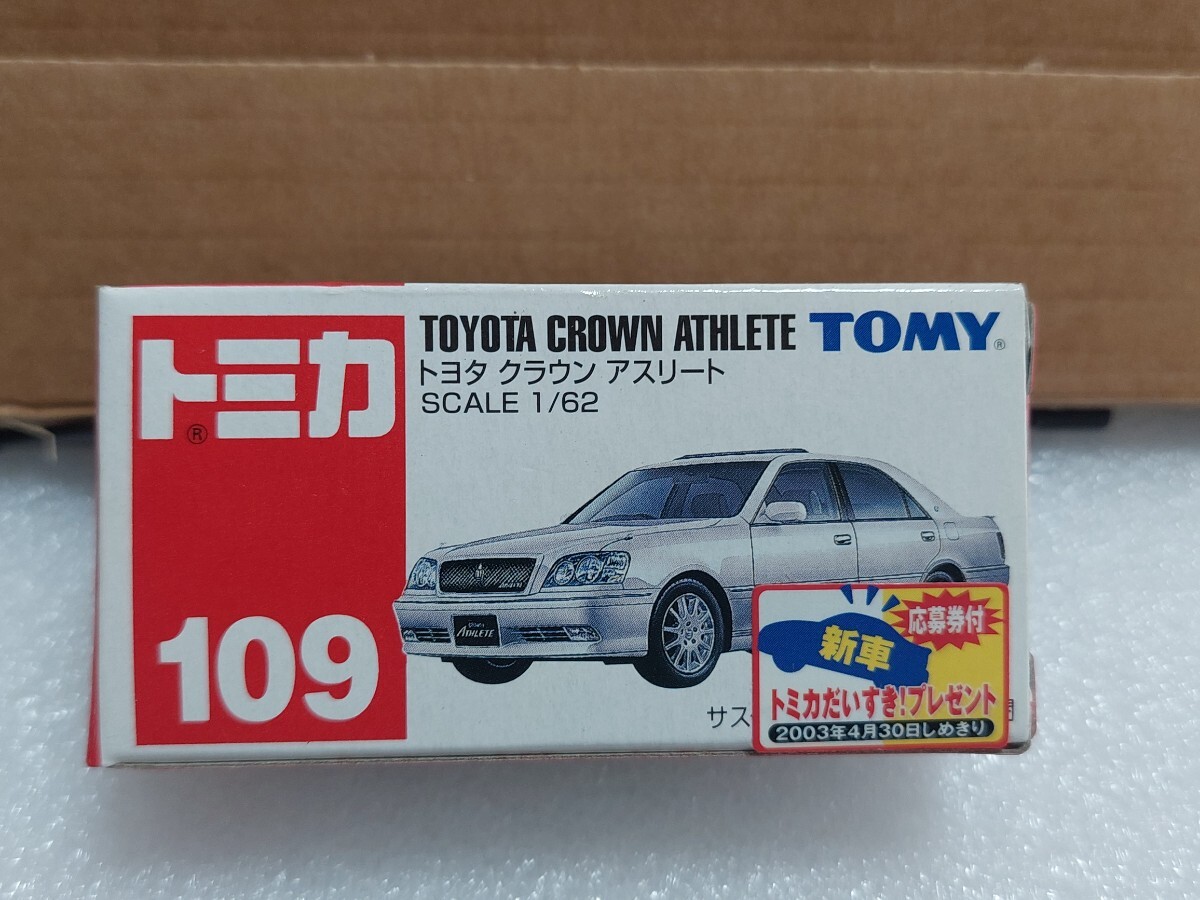 トミカ®
109
TOYOTA CROWN ATHLETE TOMY®
トヨタ クラウン アスリート
SCALE 1/62
ATHLETE
サス
応募券付
新車
トミカだいすき!プレゼント
2003年4月30日しめきり